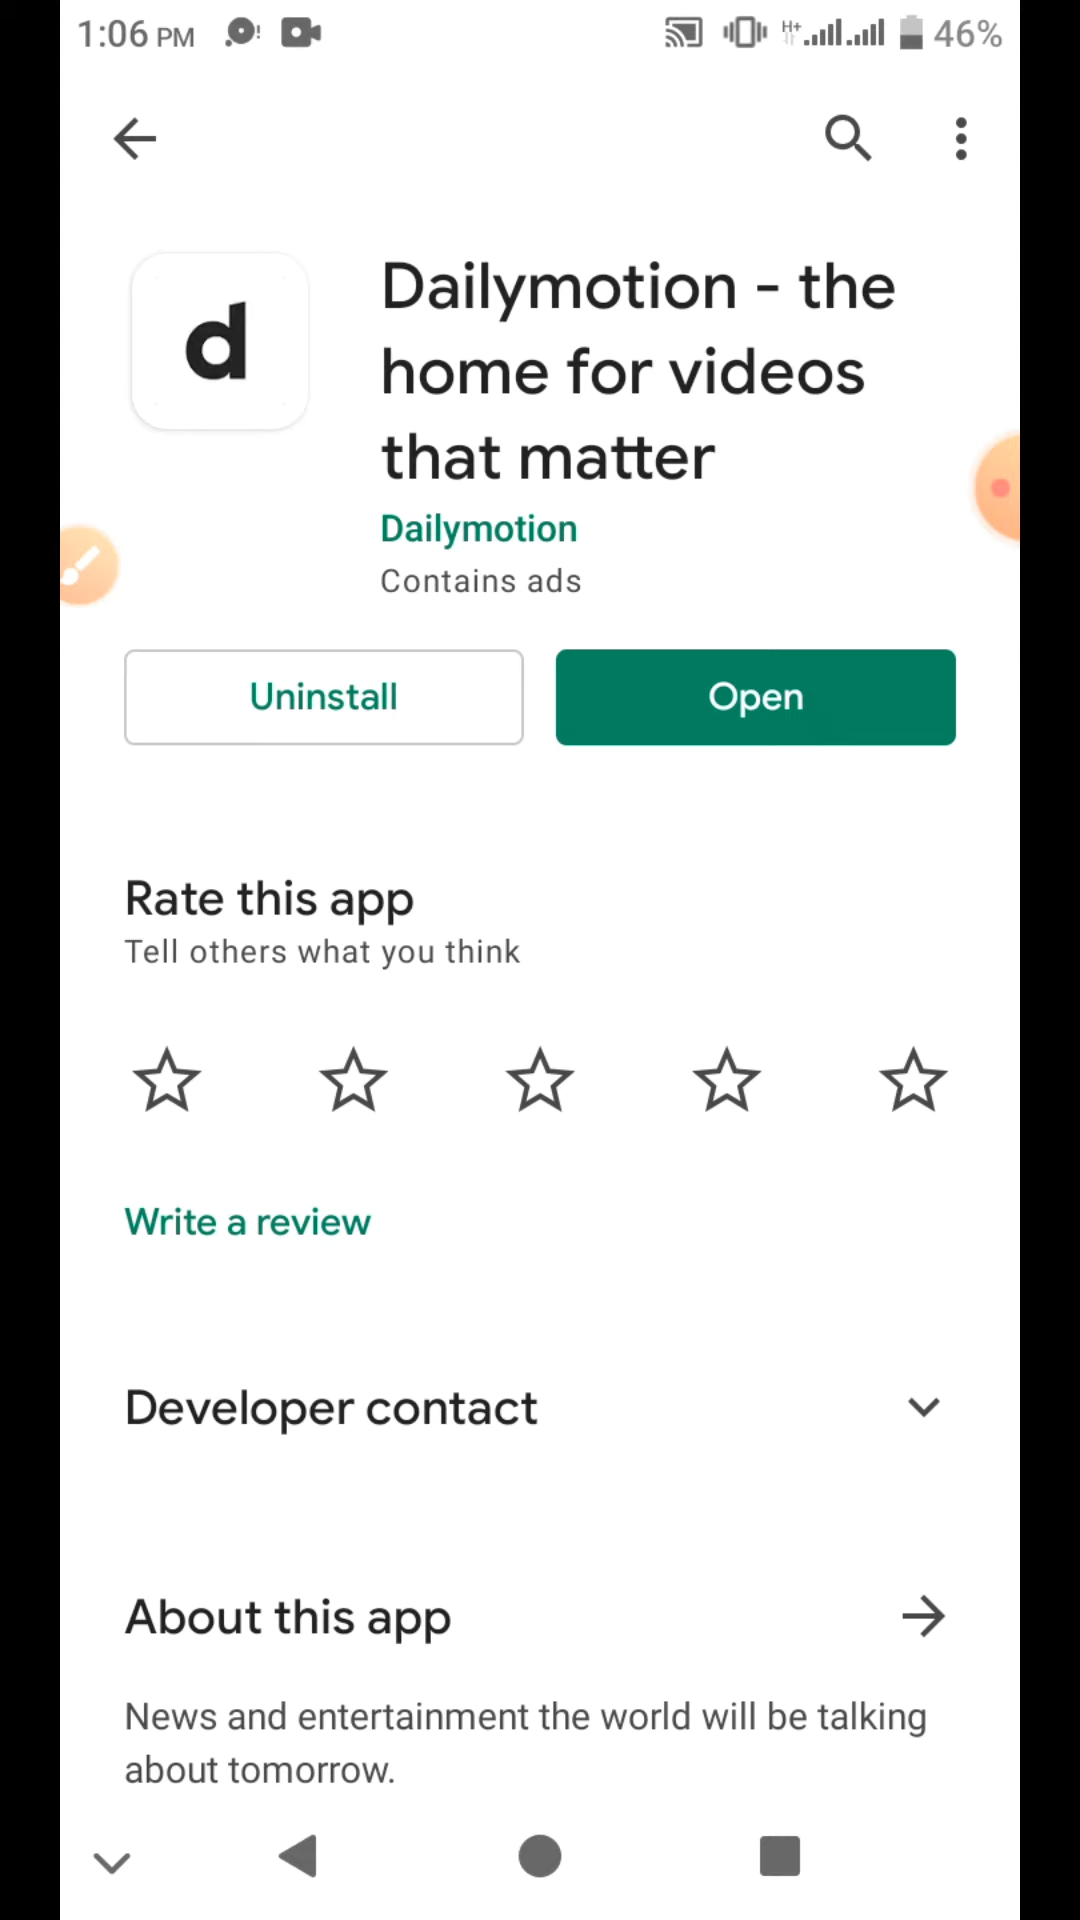 1:06 PM
H+
46%
d
Dailymotion - the
home for videos
that matter
Dailymotion
Contains ads
Uninstall
Open
Rate this app
Tell others what you think
Write a review
Developer contact
About this app
News and entertainment the world will be talking
about tomorrow.